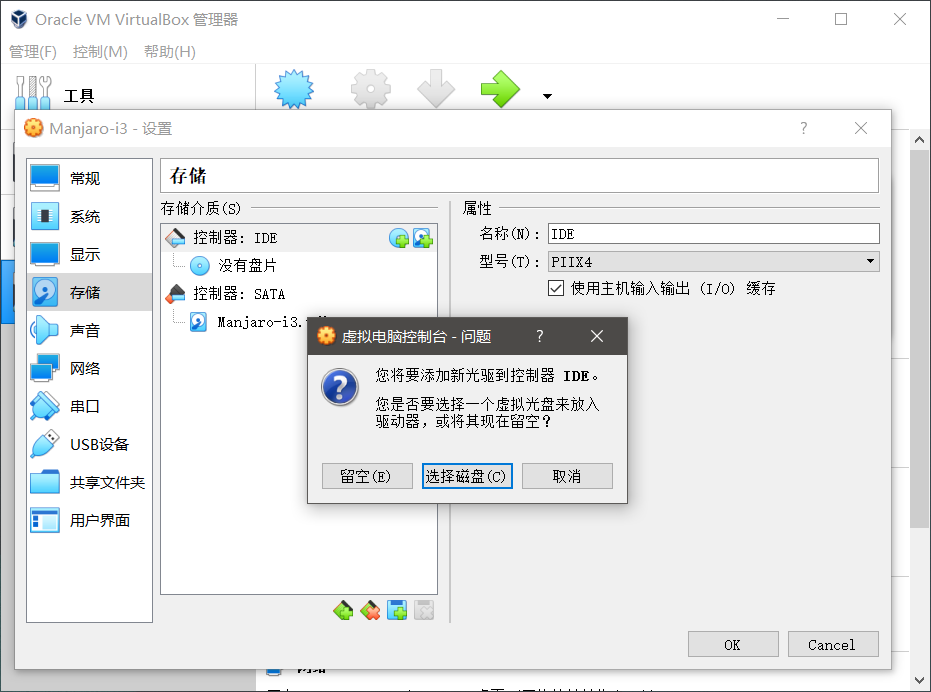 Oracle VM VirtualBox 管理器
管理(F) 控制(M) 帮助(H)
工具
Manjaro-i3 - 设置
常规
系统
显示
存储
声音
网络
串口
USB设备
共享文件夹
用户界面
存储
存储介质(S)
控制器: IDE
没有盘片
控制器: SATA
Manjaro-i3.
属性
名称(N): IDE
型号(T): PIIX4
使用主机输入输出 (I/O) 缓存
虚拟电脑控制台 - 问题
您将要添加新光驱到控制器 IDE。
您是否要选择一个虚拟光盘来放入
驱动器，或将其现在留空？
留空(E) 选择磁盘(C) 取消
OK Cancel